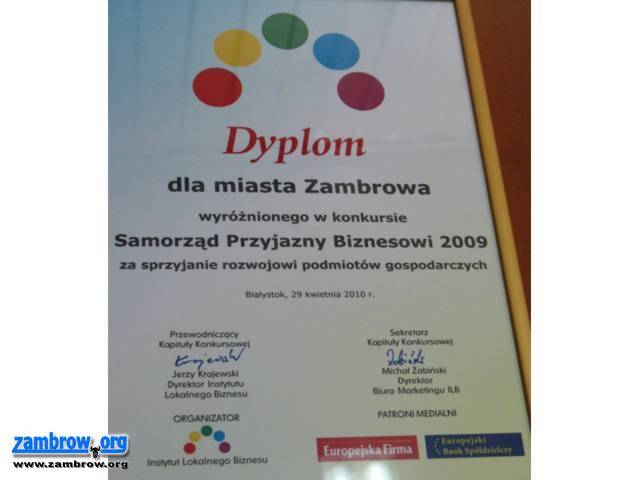 Dyplom
dla miasta Zambrowa
wyróżnionego w konkursie
Samorząd Przyjazny Biznesowi 2009
za sprzyjanie rozwojowi podmiotów gospodarczych
Białystok, 29 kwietnia 2010 r.
Przewodniczący
Kapituły Konkursowej
Krajewski
Jerzy Krajewski
Dyrektor Instytutu
Lokalnego Biznesu
Sekretarz
Kapituły Konkursowej
Żabiński
Michał Żabiński
Dyrektor
Biura Marketingu ILB
ORGANIZATOR
Instytut Lokalnego Biznesu
PATRONI MEDIALNI
Europejska Firma
Europejski
Bank Spółdzielczy
zambrow.org
www.zambrow.org